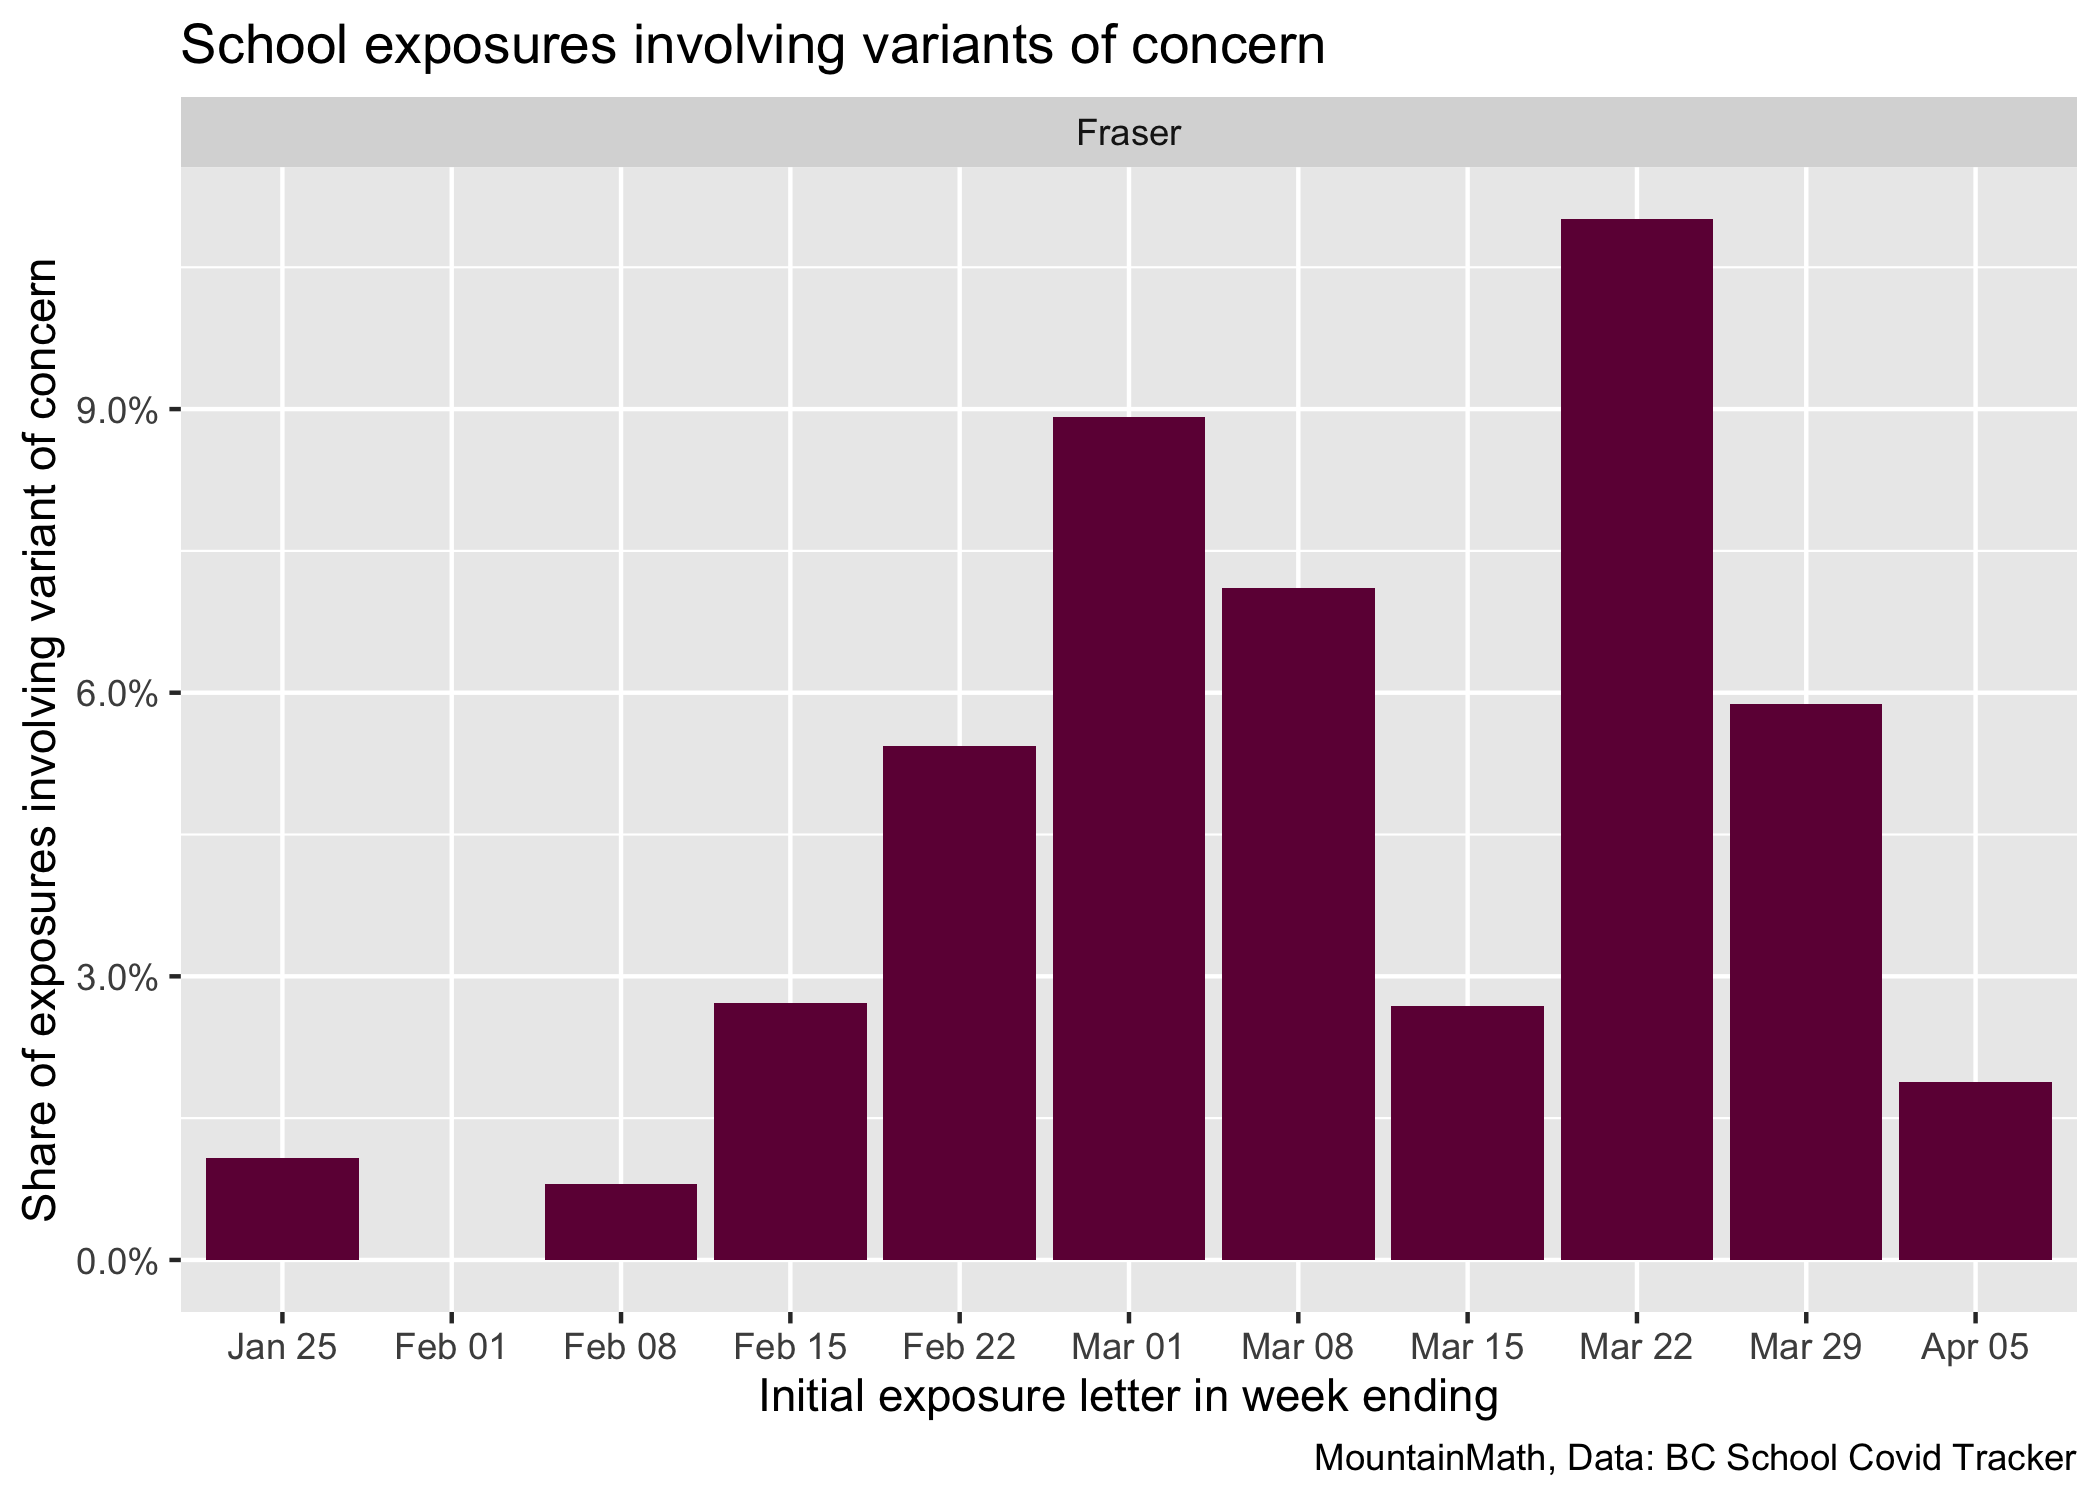 School exposures involving variants of concern
Fraser
Share of exposures involving variant of concern
9.0%
6.0%
3.0%
0.0%
Jan 25 Feb 01 Feb 08 Feb 15 Feb 22 Mar 01 Mar 08 Mar 15 Mar 22 Mar 29 Apr 05
Initial exposure letter in week ending
MountainMath, Data: BC School Covid Tracker